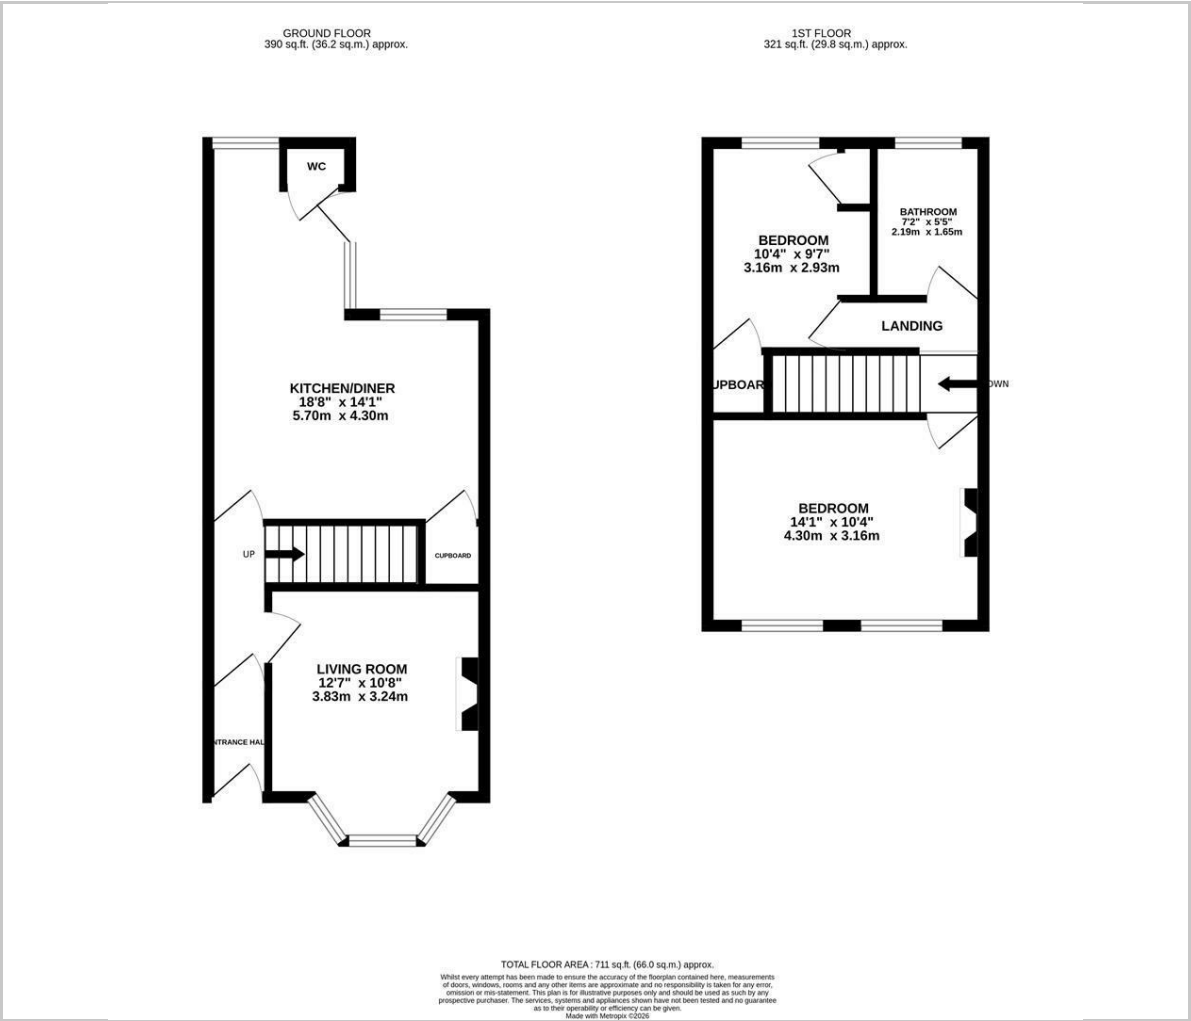 GROUND FLOOR
390 sq.ft. (36.2 sq.m.) approx.
1ST FLOOR
321 sq.ft. (29.8 sq.m.) approx.
WC
KITCHEN/DINER
18'8" x 14'1"
5.70m x 4.30m
UP
CUPBOARD
LIVING ROOM
12'7" x 10'8"
3.83m x 3.24m
NTRANCE HAL
BEDROOM
10'4" x 9'7"
3.16m x 2.93m
BATHROOM
7'2" x 5'5"
2.19m x 1.65m
LANDING
UPBOAR
OWN
BEDROOM
14'1" x 10'4"
4.30m x 3.16m
TOTAL FLOOR AREA : 711 sq.ft. (66.0 sq.m.) approx.
Whilst every attempt has been made to ensure the accuracy of the floorplan contained here, measurements
of doors, windows, rooms and any other items are approximate and no responsibility is taken for any error,
omission or mis-statement. This plan is for illustrative purposes only and should be used as such by any
prospective purchaser. The services, systems and appliances shown have not been tested and no guarantee
as to their operability or efficiency can be given.
Made with Metropix ©2026